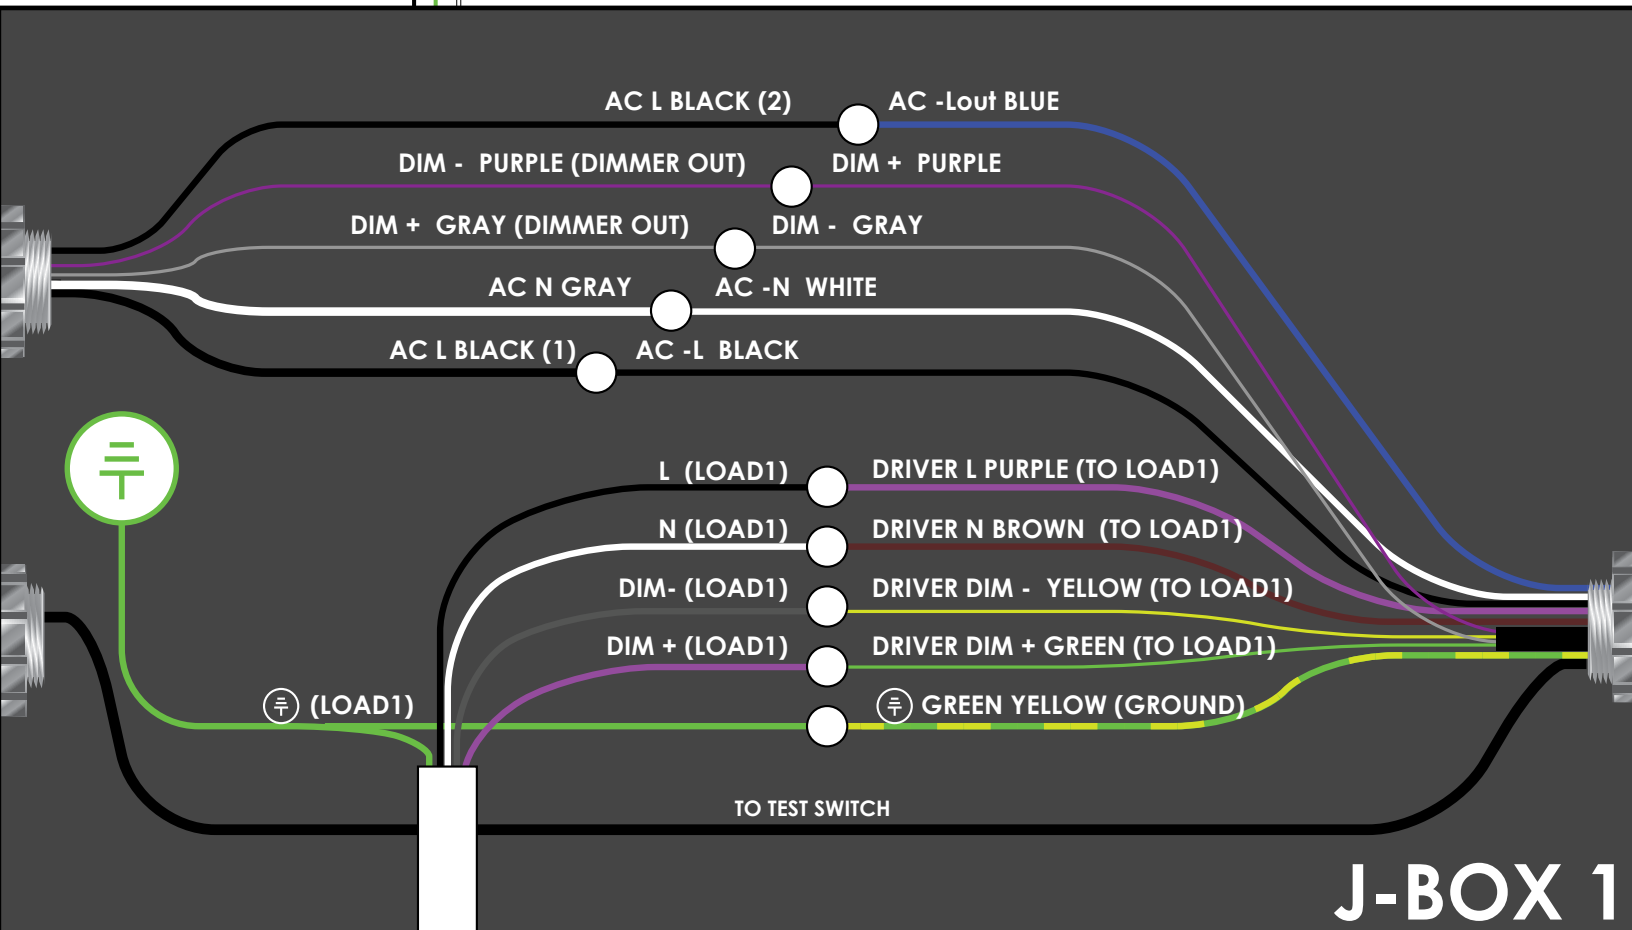 AC L BLACK (2) AC -Lout BLUE
DIM - PURPLE (DIMMER OUT) DIM + PURPLE
DIM + GRAY (DIMMER OUT) DIM - GRAY
AC N GRAY AC -N WHITE
AC L BLACK (1) AC -L BLACK
L (LOAD1) DRIVER L PURPLE (TO LOAD1)
N (LOAD1) DRIVER N BROWN (TO LOAD1)
DIM- (LOAD1) DRIVER DIM - YELLOW (TO LOAD1)
DIM + (LOAD1) DRIVER DIM + GREEN (TO LOAD1)
(LOAD1) GREEN YELLOW (GROUND)
TO TEST SWITCH
J-BOX 1